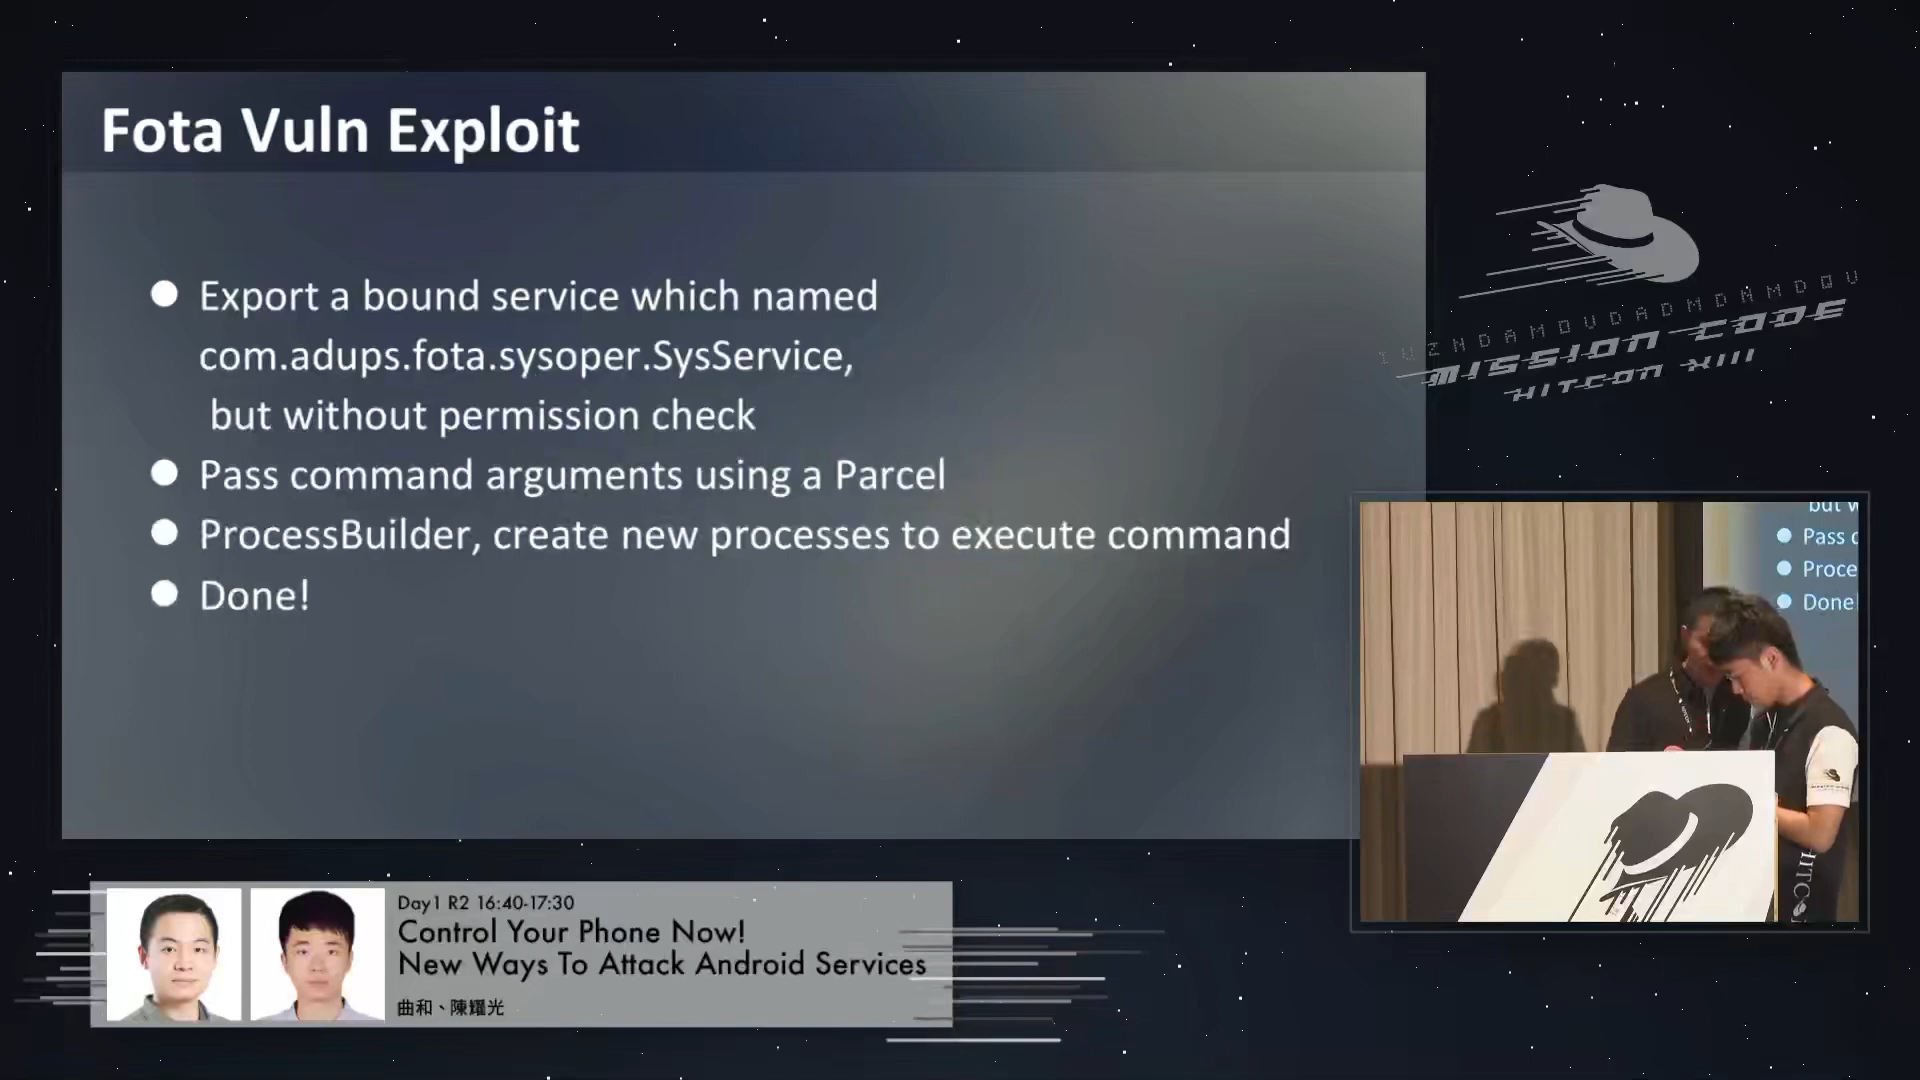 Fota Vuln Exploit
Export a bound service which named
com.adups.fota.sysoper.SysService,
but without permission check
Pass command arguments using a Parcel
ProcessBuilder, create new processes to execute command
Done!
MISSION CODE
HITCON XIII
but w
Pass c
Proce
Done
HITC
Day1 R2 16:40-17:30
Control Your Phone Now!
New Ways To Attack Android Services
曲和、陳耀光